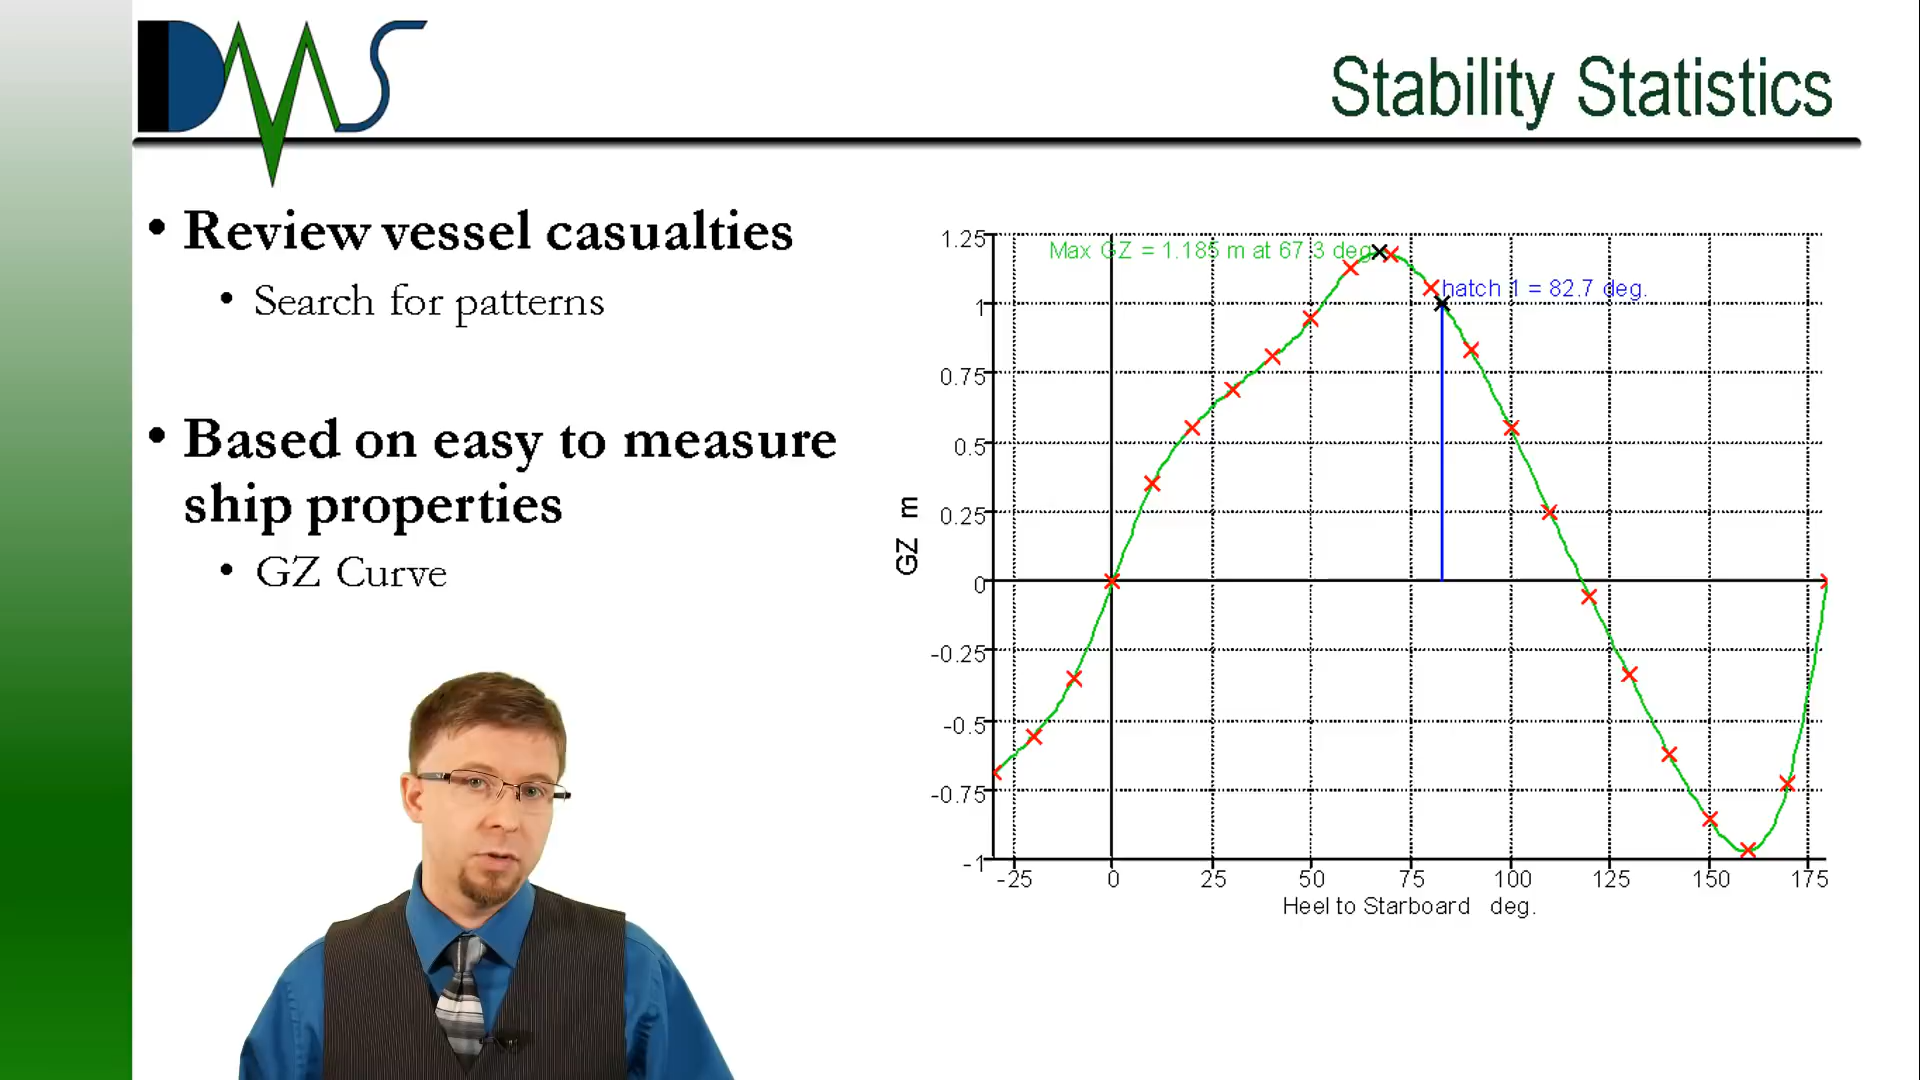 DMS
Stability Statistics
• Review vessel casualties
• Search for patterns
• Based on easy to measure
ship properties
• GZ Curve
Max GZ = 1.185 m at 67.3 deg.
hatch 1 = 82.7 deg.
1.25
1
0.75
0.5
0.25
0
-0.25
-0.5
-0.75
-1
GZ m
-25 0 25 50 75 100 125 150 175
Heel to Starboard deg.